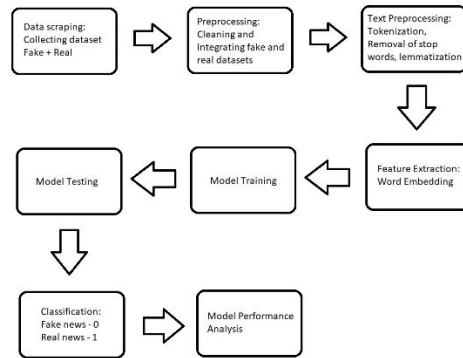 Data scraping:
Collecting dataset
Fake + Real
Preprocessing:
Cleaning and
Integrating fake and
real datasets
Text Preprocessing:
Tokenization,
Removal of stop
words, lemmatization
Feature Extraction:
Word Embedding
Model Training
Model Testing
Classification:
Fake news - 0
Real news - 1
Model Performance
Analysis